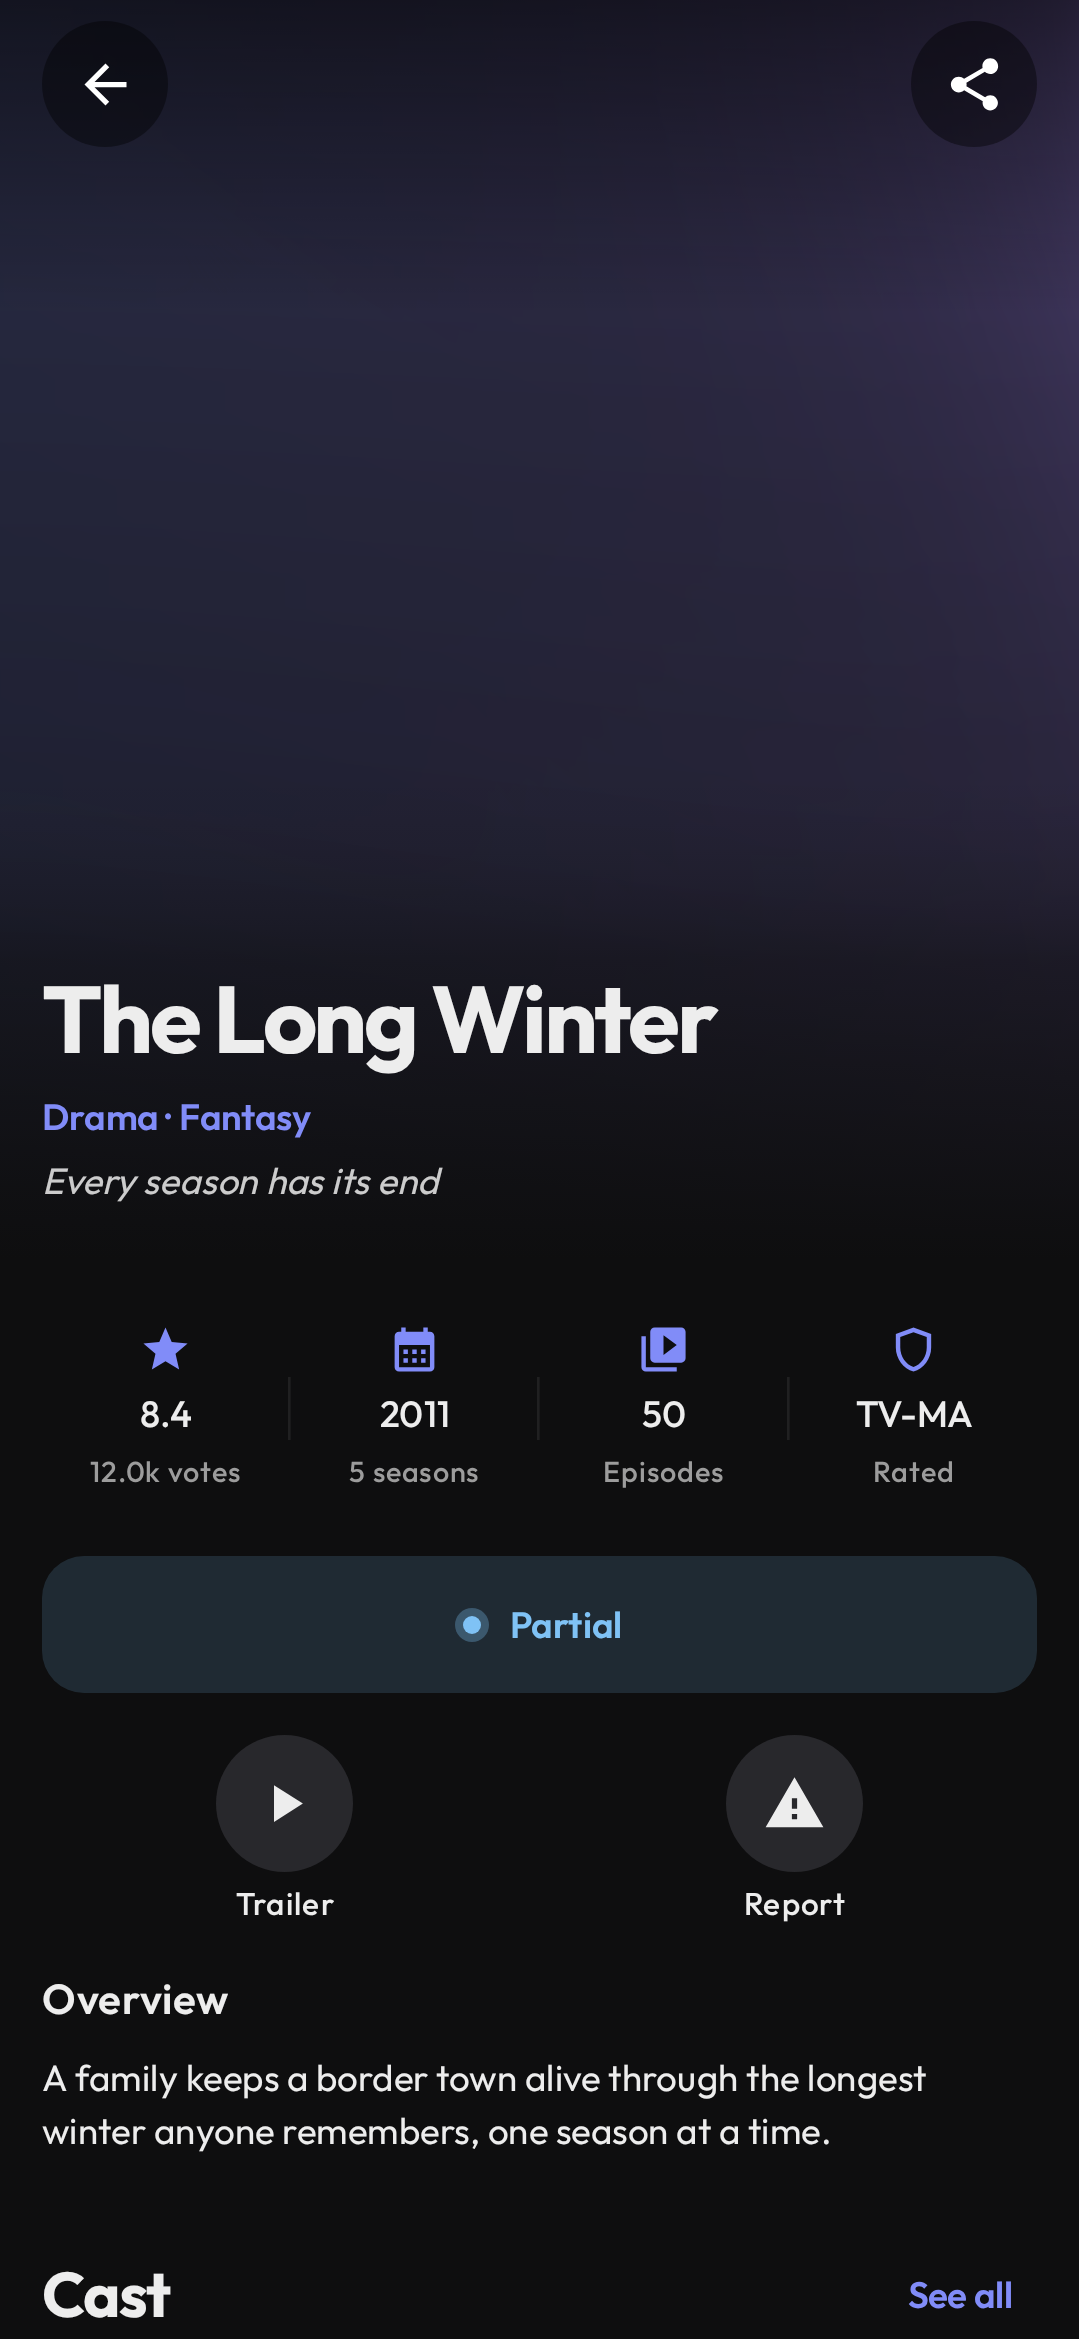 The Long Winter
Drama · Fantasy
Every season has its end
8.4
2011
50
TV-MA
12.0k votes
5 seasons
Episodes
Rated
Partial
Trailer
Report
Overview
A family keeps a border town alive through the longest
winter anyone remembers, one season at a time.
Cast
See all